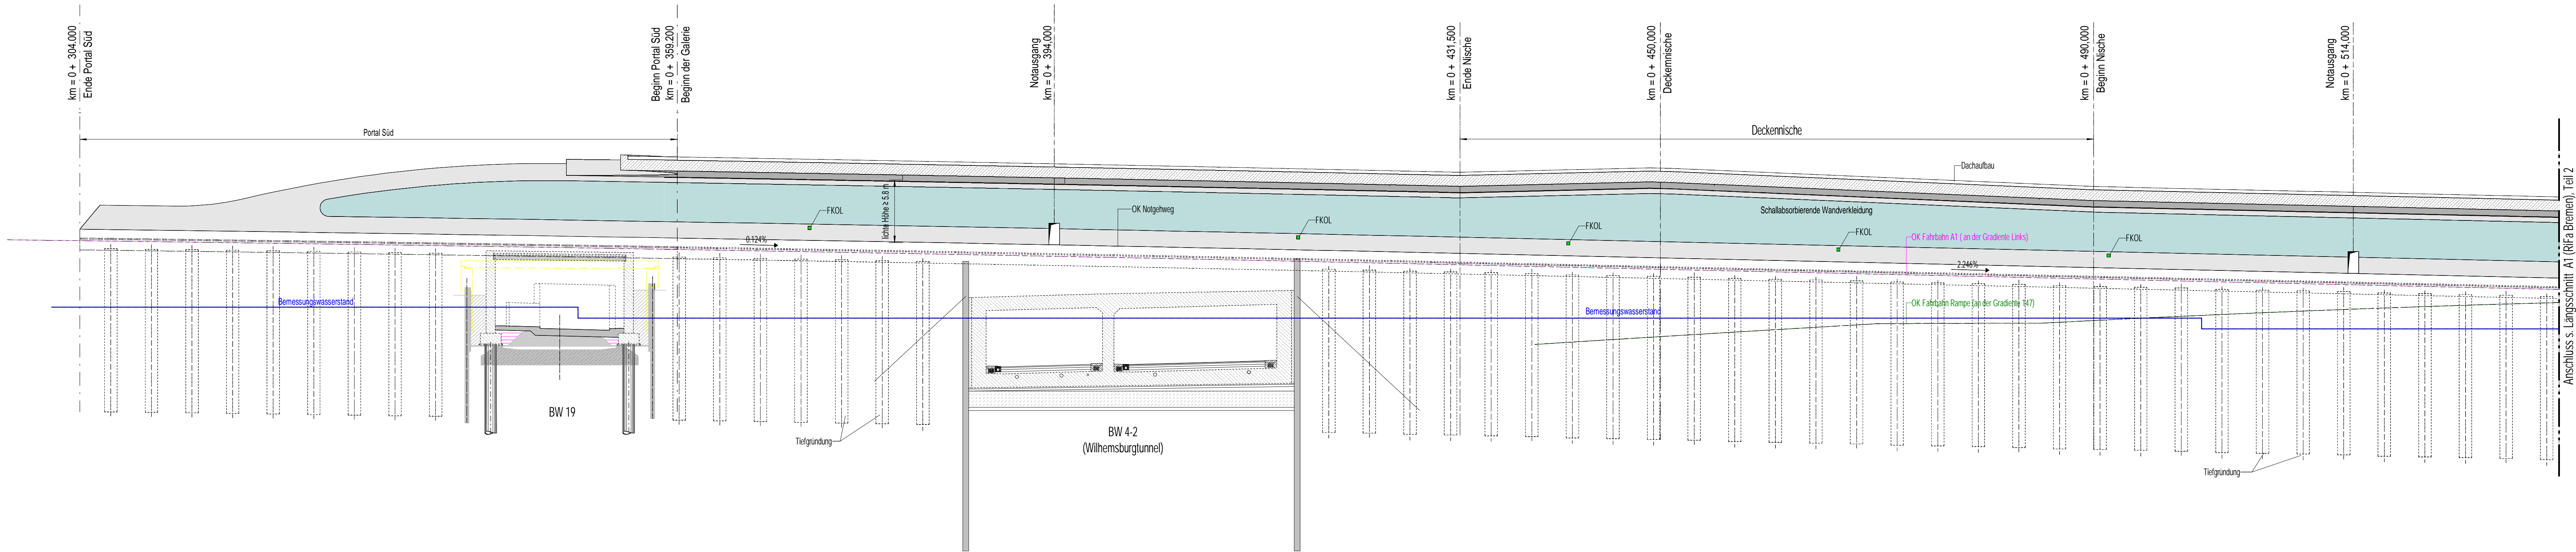 km = 0 + 304,000
Ende Portal Süd
Beginn Portal Süd
km = 0 + 359,200
Beginn der Galerie
Notausgang
km = 0 + 394,000
km = 0 + 431,500
Ende Nische
km = 0 + 450,000
Deckennnische
km = 0 + 490,000
Beginn Nische
Notausgang
km = 0 + 514,000
Portal Süd
Deckennische
Dachaufbau
lichte Höhe ≥ 5.8 m
FKOL
OK Notgehweg
FKOL
FKOL
Schallabsorbierende Wandverkleidung
FKOL
OK Fahrbahn A1 ( an der Gradiente Links)
FKOL
0.124%
2.246%
Bemessungswasserstand
Bemessungswasserstand
OK Fahrbahn Rampe (an der Gradiente 147)
BW 19
Tiefgründung
BW 4-2
(Wilhemsburgtunnel)
Tiefgründung
Anschluss s. Längsschnitt A1 (RiFa Bremen), Teil 2